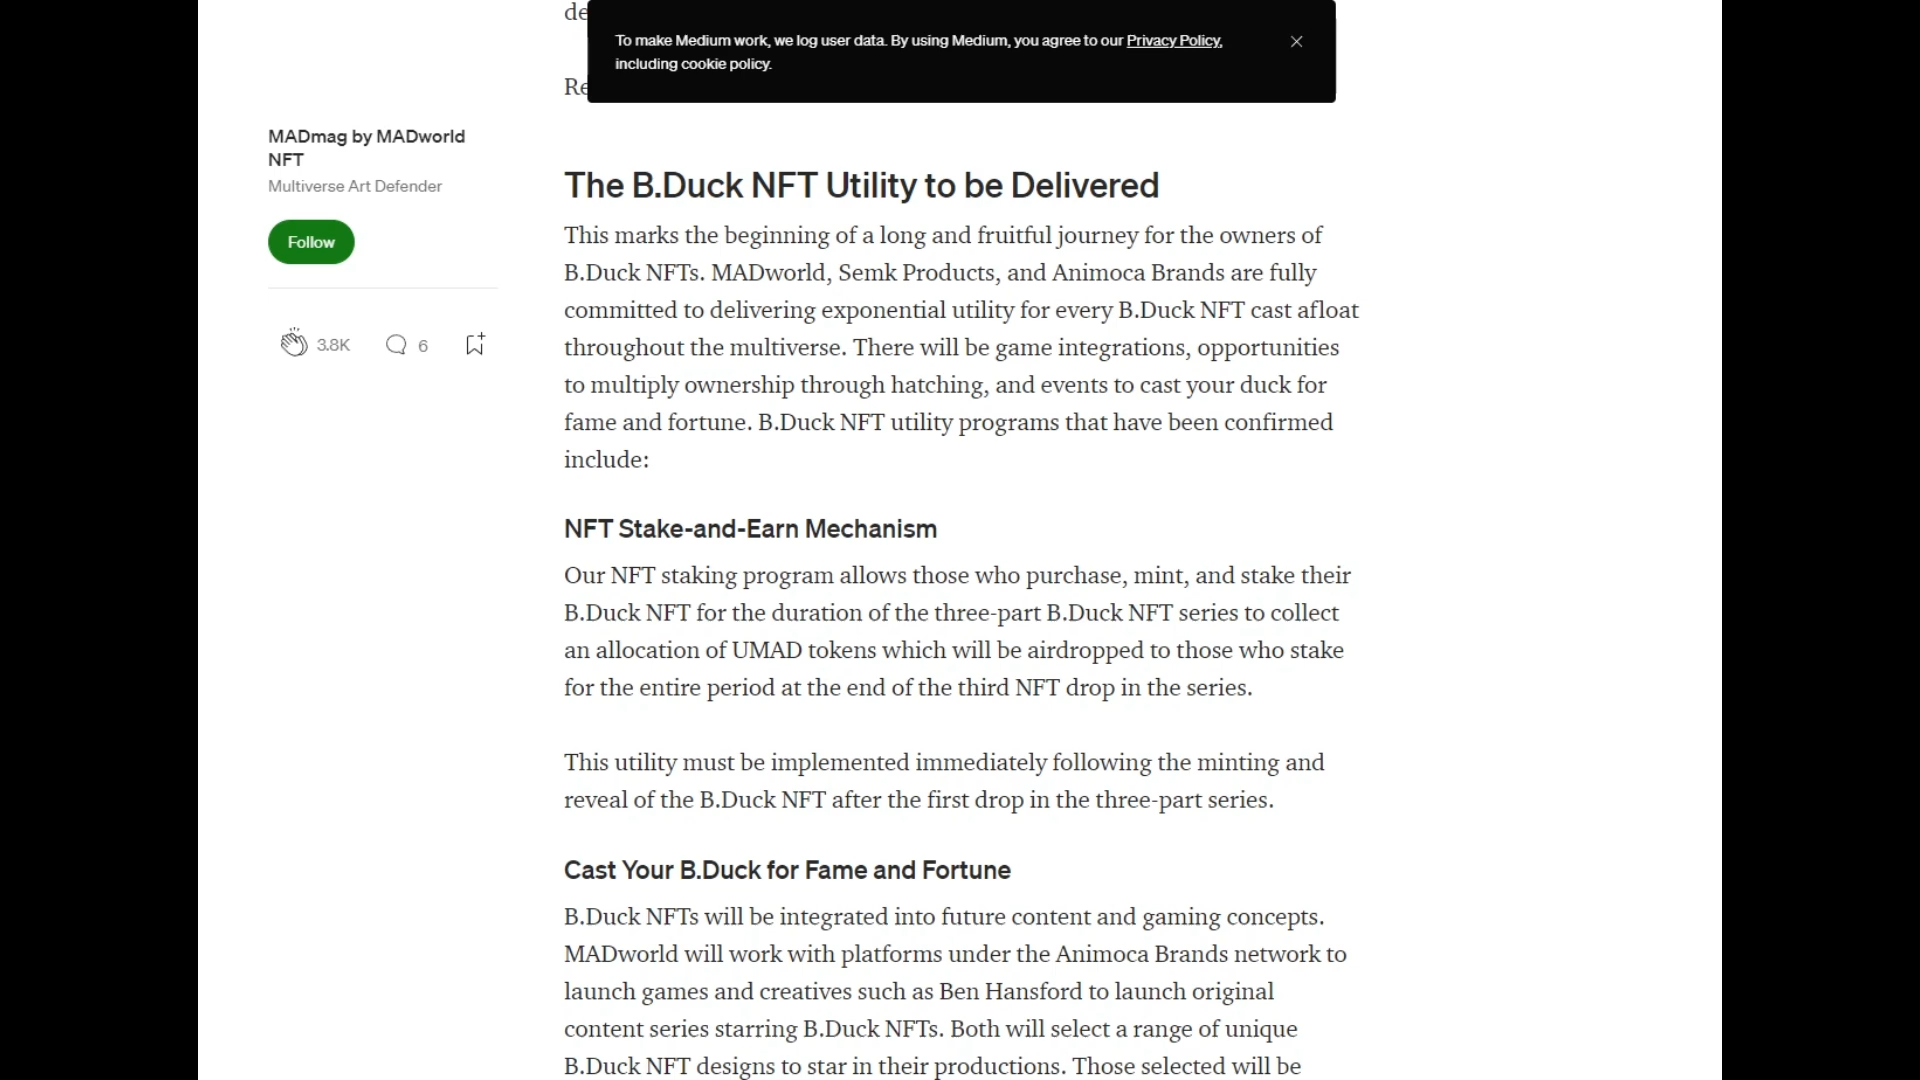 de
To make Medium work, we log user data. By using Medium, you agree to our Privacy Policy,
including cookie policy.
Re
MADmag by MADworld
NFT
Multiverse Art Defender
Follow
3.8K
6
The B.Duck NFT Utility to be Delivered
This marks the beginning of a long and fruitful journey for the owners of
B.Duck NFTs. MADworld, Semk Products, and Animoca Brands are fully
committed to delivering exponential utility for every B.Duck NFT cast afloat
throughout the multiverse. There will be game integrations, opportunities
to multiply ownership through hatching, and events to cast your duck for
fame and fortune. B.Duck NFT utility programs that have been confirmed
include:
NFT Stake-and-Earn Mechanism
Our NFT staking program allows those who purchase, mint, and stake their
B.Duck NFT for the duration of the three-part B.Duck NFT series to collect
an allocation of UMAD tokens which will be airdropped to those who stake
for the entire period at the end of the third NFT drop in the series.
This utility must be implemented immediately following the minting and
reveal of the B.Duck NFT after the first drop in the three-part series.
Cast Your B.Duck for Fame and Fortune
B.Duck NFTs will be integrated into future content and gaming concepts.
MADworld will work with platforms under the Animoca Brands network to
launch games and creatives such as Ben Hansford to launch original
content series starring B.Duck NFTs. Both will select a range of unique
B.Duck NFT designs to star in their productions. Those selected will be